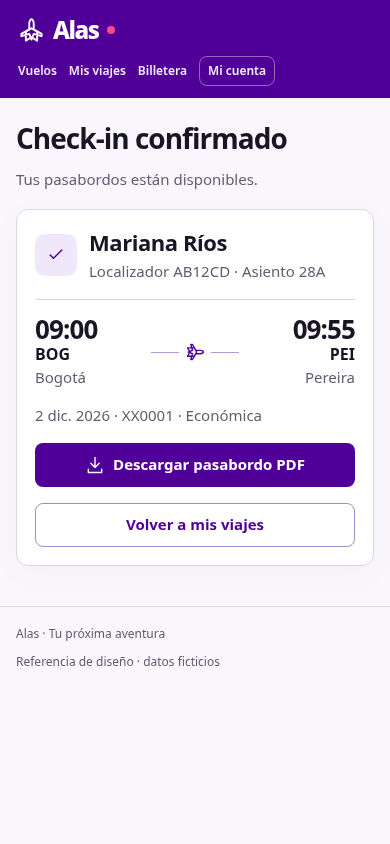 Alas
Vuelos Mis viajes Billetera Mi cuenta
Check-in confirmado
Tus pasabordos están disponibles.
Mariana Ríos
Localizador AB12CD · Asiento 28A
09:00 09:55
BOG PEI
Bogotá Pereira
2 dic. 2026 · XX0001 · Económica
Descargar pasabordo PDF
Volver a mis viajes
Alas · Tu próxima aventura
Referencia de diseño · datos ficticios